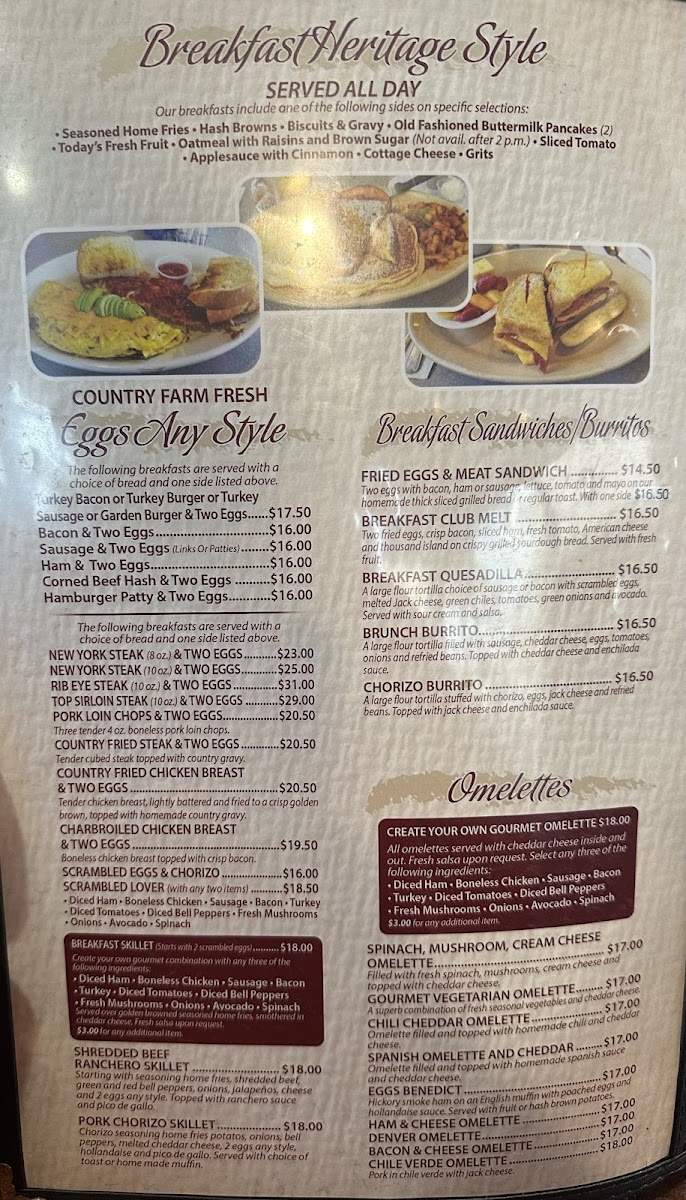 Breakfast Heritage Style
SERVED ALL DAY
Our breakfasts include one of the following sides on specific selections:
• Seasoned Home Fries • Hash Browns • Biscuits & Gravy • Old Fashioned Buttermilk Pancakes (2)
• Today's Fresh Fruit • Oatmeal with Raisins and Brown Sugar (Not avail. after 2 p.m.) • Sliced Tomato
• Applesauce with Cinnamon • Cottage Cheese • Grits
COUNTRY FARM FRESH
Eggs Any Style
The following breakfasts are served with a
choice of bread and one side listed above.
Turkey Bacon or Turkey Burger or Turkey
Sausage or Garden Burger & Two Eggs......$17.50
Bacon & Two Eggs............................$16.00
Sausage & Two Eggs (Links Or Patties)........$16.00
Ham & Two Eggs..............................$16.00
Corned Beef Hash & Two Eggs ..........$16.00
Hamburger Patty & Two Eggs............$16.00
The following breakfasts are served with a
choice of bread and one side listed above.
NEW YORK STEAK (8 oz.) & TWO EGGS............$23.00
NEW YORK STEAK (10 oz.) & TWO EGGS............$25.00
RIB EYE STEAK (10 oz.) & TWO EGGS ...............$31.00
TOP SIRLOIN STEAK (10 oz.) & TWO EGGS ..........$29.00
PORK LOIN CHOPS & TWO EGGS..................$20.50
Three tender 4 oz. boneless pork loin chops.
COUNTRY FRIED STEAK & TWO EGGS .............$20.50
Tender cubed steak topped with country gravy.
COUNTRY FRIED CHICKEN BREAST
& TWO EGGS ..........................................$20.50
Tender chicken breast, lightly battered and fried to a crisp golden
brown, topped with homemade country gravy.
CHARBROILED CHICKEN BREAST
& TWO EGGS ..........................................$19.50
Boneless chicken breast topped with crisp bacon.
SCRAMBLED EGGS & CHORIZO ...................$16.00
SCRAMBLED LOVER (with any two items) ...........$18.50
• Diced Ham • Boneless Chicken • Sausage • Bacon • Turkey
• Diced Tomatoes • Diced Bell Peppers • Fresh Mushrooms
• Onions • Avocado • Spinach
BREAKFAST SKILLET (Starts with 2 scrambled eggs)..........$18.00
Create your own gourmet combination with any three of the
following ingredients:
• Diced Ham • Boneless Chicken • Sausage • Bacon
• Turkey • Diced Tomatoes • Diced Bell Peppers
• Fresh Mushrooms • Onions • Avocado • Spinach
Served over golden browned seasoned home fries, smothered in
cheddar cheese. Fresh salsa upon request.
$3.00 for any additional item.
SHREDDED BEEF
RANCHERO SKILLET ........................$18.00
Starting with seasoning home fries, shredded beef,
green and red bell peppers, onions, jalapeños, cheese
and 2 eggs any style. Topped with ranchero sauce
and pico de gallo.
PORK CHORIZO SKILLET..................$18.00
Chorizo seasoning home fries potatos, onions, bell
peppers, melted cheddar cheese, 2 eggs any style,
hollandaise and pico de gallo. Served with choice of
toast or home made muffin.
Breakfast Sandwiches/Burritos
FRIED EGGS & MEAT SANDWICH .............. $14.50
Two eggs with bacon, ham or sausage, lettuce, tomato and mayo on our
homemade thick sliced grilled bread or regular toast. With one side $16.50
BREAKFAST CLUB MELT .......................... $16.50
Two fried eggs, crisp bacon, sliced ham, fresh tomato, American cheese
and thousand island on crispy grilled sourdough bread. Served with fresh
fruit.
BREAKFAST QUESADILLA........................ $16.50
A large flour tortilla choice of sausage or bacon with scrambled eggs,
melted Jack cheese, green chiles, tomatoes, green onions and avocado.
Served with sour cream and salsa.
BRUNCH BURRITO.................................. $16.50
A large flour tortilla filled with sausage, cheddar cheese, eggs, tomatoes,
onions and refried beans. Topped with cheddar cheese and enchilada
sauce.
CHORIZO BURRITO ................................ $16.50
A large flour tortilla stuffed with chorizo, eggs, jack cheese and refried
beans. Topped with jack cheese and enchilada sauce.
Omelettes
CREATE YOUR OWN GOURMET OMELETTE $18.00
All omelettes served with cheddar cheese inside and
out. Fresh salsa upon request. Select any three of the
following ingredients:
• Diced Ham • Boneless Chicken • Sausage • Bacon
• Turkey • Diced Tomatoes • Diced Bell Peppers
• Fresh Mushrooms • Onions • Avocado • Spinach
$3.00 for any additional item.
SPINACH, MUSHROOM, CREAM CHEESE
OMELETTE........................................$17.00
Filled with fresh spinach, mushrooms, cream cheese and
topped with cheddar cheese.
GOURMET VEGETARIAN OMELETTE........$17.00
A superb combination of fresh seasonal vegetables and cheddar cheese.
CHILI CHEDDAR OMELETTE ..................$17.00
Omelette filled and topped with homemade chili and cheddar
cheese.
SPANISH OMELETTE AND CHEDDAR ........$17.00
Omelette filled and topped with homemade spanish sauce
and cheddar cheese.
EGGS BENEDICT ................................$17.00
Hickory smoke ham on an English muffin with poached eggs and
hollandaise sauce. Served with fruit or hash brown potatoes.
HAM & CHEESE OMELETTE ..................$17.00
DENVER OMELETTE............................$17.00
BACON & CHEESE OMELETTE ................$17.00
CHILE VERDE OMELETTE .....................$18.00
Pork in chile verde with jack cheese.